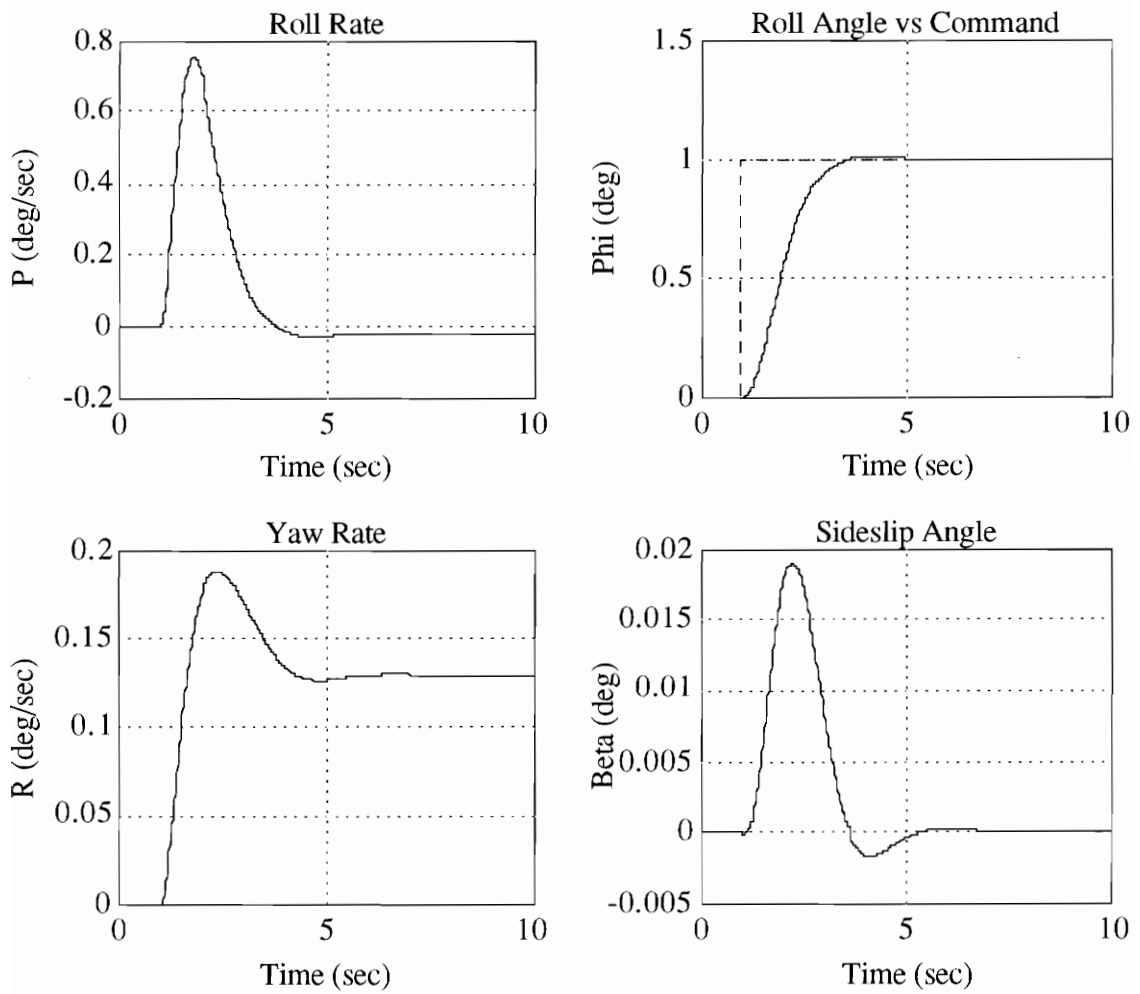 Roll Rate
0.8
0.6
0.4
0.2
0
-0.2
P (deg/sec)
0
5
10
Time (sec)
Roll Angle vs Command
1.5
1
0.5
0
Phi (deg)
0
5
10
Time (sec)
Yaw Rate
0.2
0.15
0.1
0.05
0
R (deg/sec)
0
5
10
Time (sec)
Sideslip Angle
0.02
0.015
0.01
0.005
0
-0.005
Beta (deg)
0
5
10
Time (sec)